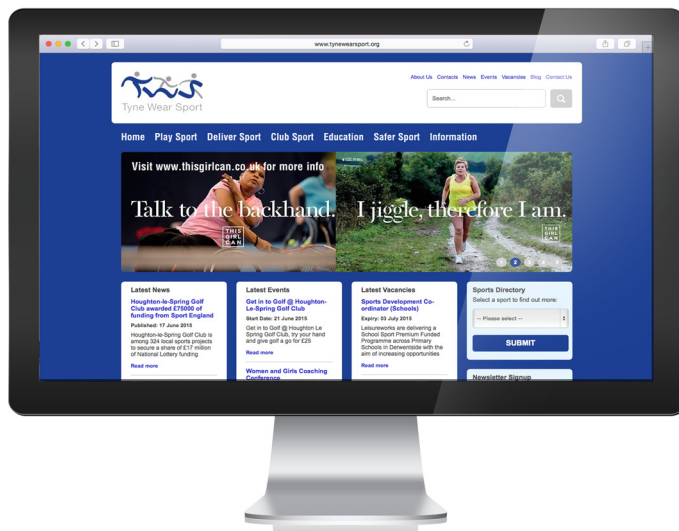 www.tynewearsport.org
TWS
Tyne Wear Sport
About Us Contacts News Events Vacancies Blog Contact Us
Search...
Home Play Sport Deliver Sport Club Sport Education Safer Sport Information
Visit www.thisgirlcan.co.uk for more info
Talk to the backhand.
THIS
GIRL
CAN
I jiggle, therefore I am.
THIS
GIRL
CAN
2
Latest News
Houghton-le-Spring Golf
Club awarded £75000 of
funding from Sport England
Published: 17 June 2015
Houghton-le-Spring Golf Club is
among 324 local sports projects
to secure a share of £17 million
of National Lottery funding
Read more
Latest Events
Get in to Golf @ Houghton-
Le-Spring Golf Club
Start Date: 21 June 2015
Get in to Golf @ Houghton Le
Spring Golf Club, try your hand
and give golf a go for £25
Read more
Women and Girls Coaching
Conference
Latest Vacancies
Sports Development Co-
ordinator (Schools)
Expiry: 03 July 2015
Leisureworks are delivering a
School Sport Premium Funded
Programme across Primary
Schools in Derwentside with the
aim of increasing opportunities
Read more
Sports Directory
Select a sport to find out more:
-- Please select --
SUBMIT
Newsletter Signup